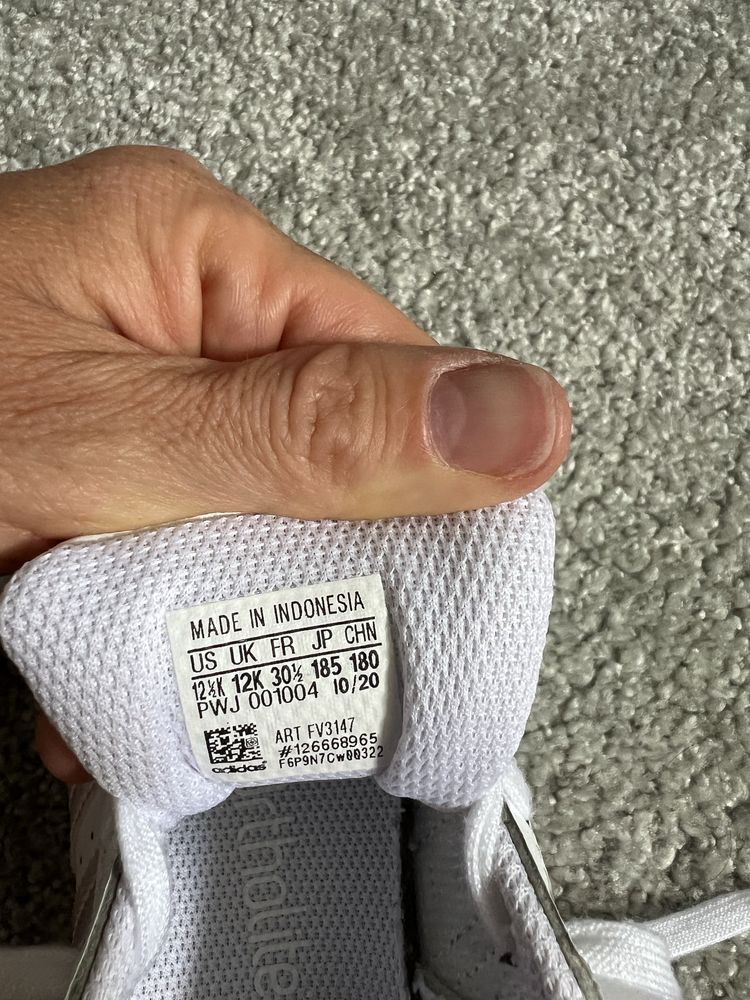 MADE IN INDONESIA
US UK FR JP CHN
12½K 12K 30½ 185 180
PWJ 001004 10/20
ART FV3147
#126668965
F6P9N7Cw00322
adidas
ortholite